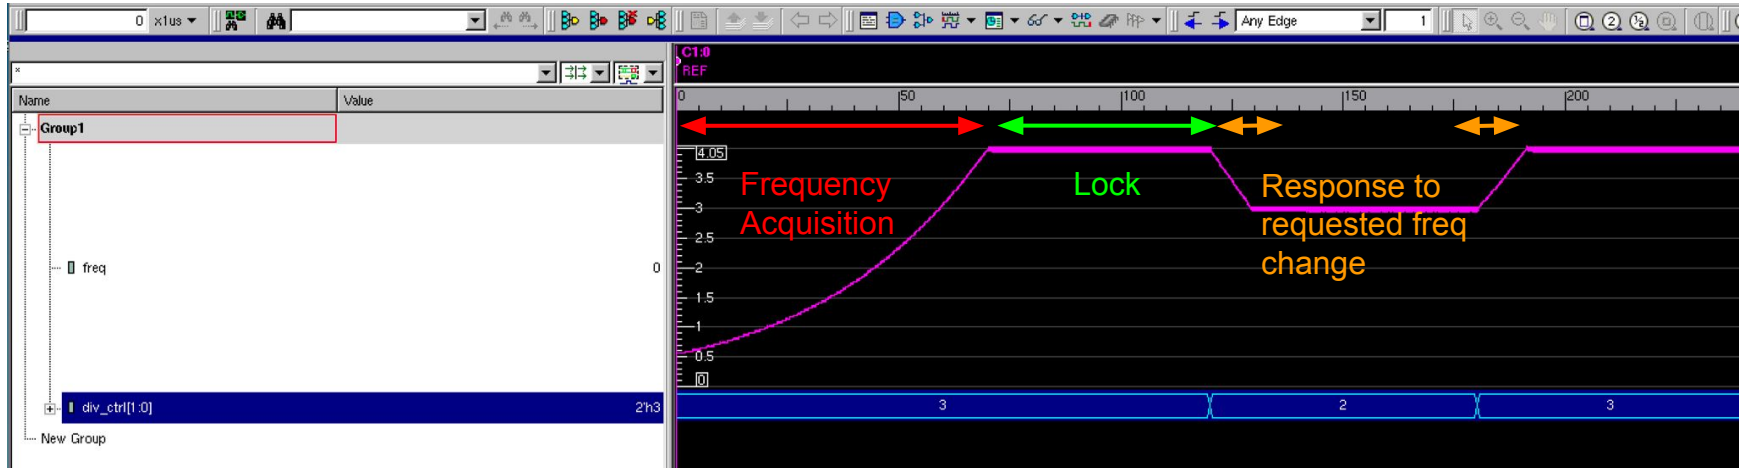 0 x1us Any Edge 1
C1:0
REF
*
Name Value
0 50 100 150 200
Group1
4.05
3.5
3
2.5
2
1.5
1
0.5
0
Frequency
Acquisition
Lock
Response to
requested freq
change
freq 0
div_ctrl[1:0] 2'h3 3 2 3
New Group